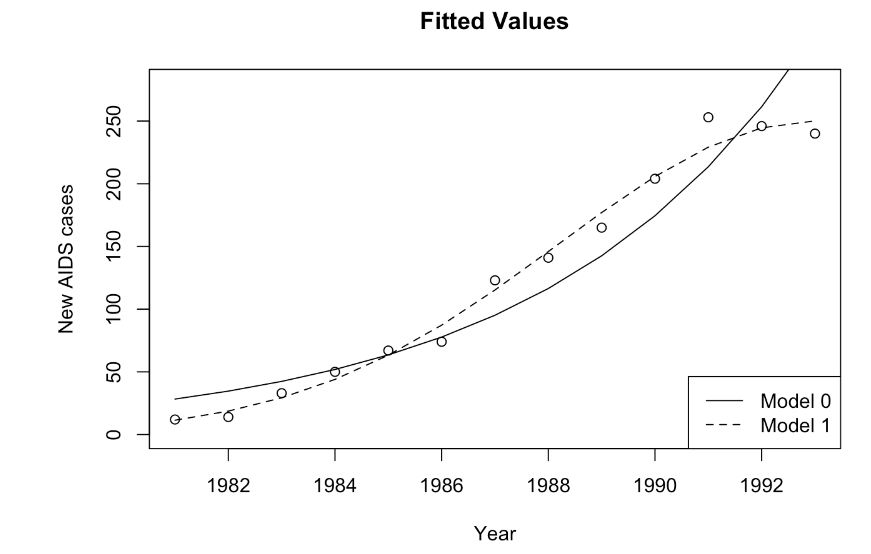 Fitted Values
New AIDS cases
250
200
150
100
50
0
Model 0
Model 1
1982 1984 1986 1988 1990 1992
Year